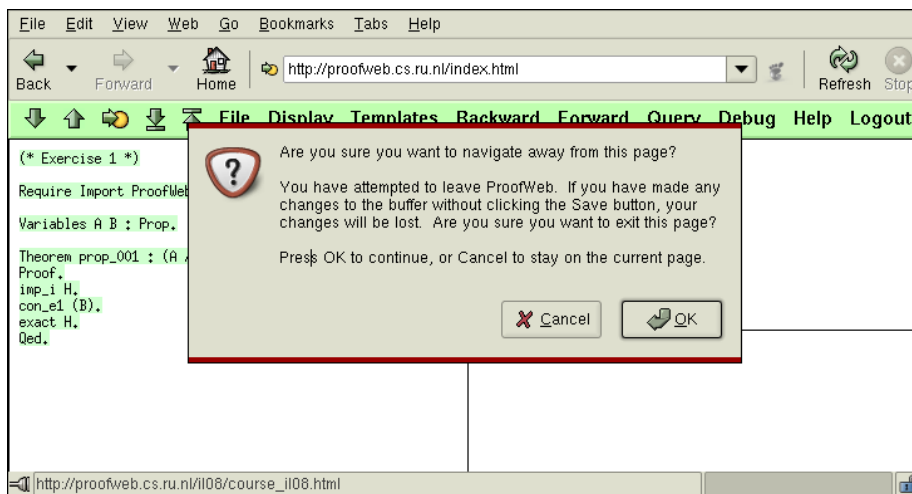 File Edit View Web Go Bookmarks Tabs Help
Back Forward Home http://proofweb.cs.ru.nl/index.html Refresh Stop
File Display Templates Backward Forward Query Debug Help Logout
(* Exercise 1 *)
Require Import ProofWeb
Variables A B : Prop.
Theorem prop_001 : (A
Proof.
imp_i H.
con_e1 (B).
exact H.
Qed.
Are you sure you want to navigate away from this page?
You have attempted to leave ProofWeb. If you have made any
changes to the buffer without clicking the Save button, your
changes will be lost. Are you sure you want to exit this page?
Press OK to continue, or Cancel to stay on the current page.
Cancel OK
http://proofweb.cs.ru.nl/il08/course_il08.html